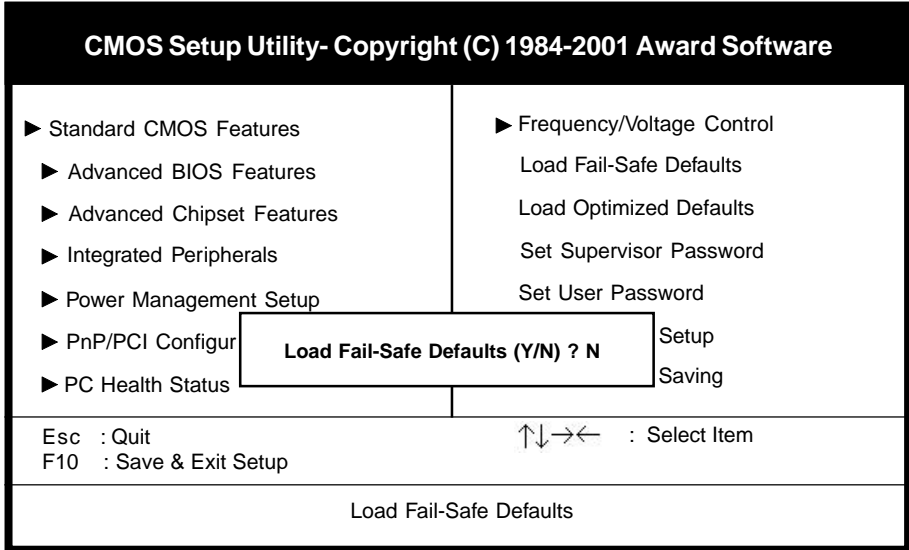 CMOS Setup Utility- Copyright (C) 1984-2001 Award Software
▶ Standard CMOS Features
▶ Advanced BIOS Features
▶ Advanced Chipset Features
▶ Integrated Peripherals
▶ Power Management Setup
▶ PnP/PCI Configur
▶ PC Health Status
▶ Frequency/Voltage Control
Load Fail-Safe Defaults
Load Optimized Defaults
Set Supervisor Password
Set User Password
Setup
Saving
Load Fail-Safe Defaults (Y/N) ? N
Esc : Quit
F10 : Save & Exit Setup
↑↓→← : Select Item
Load Fail-Safe Defaults